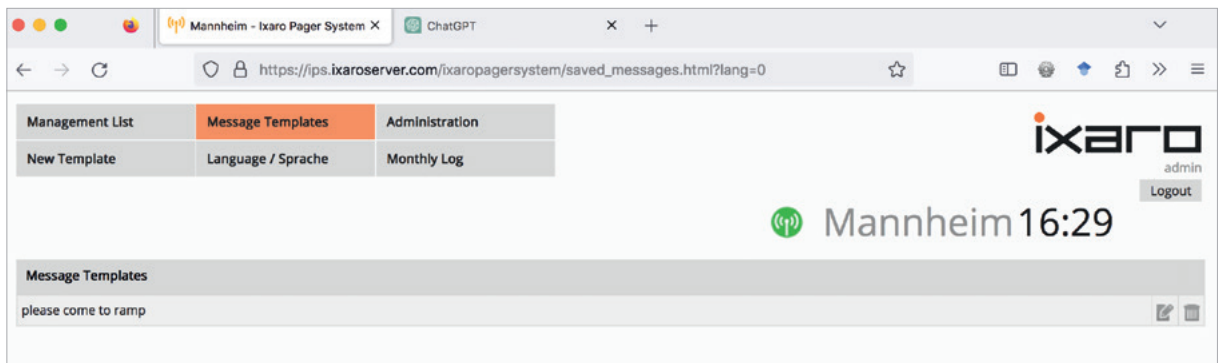 Mannheim - Ixaro Pager System
ChatGPT
https://ips.ixaroserver.com/ixaropagersystem/saved_messages.html?lang=0
Management List
Message Templates
Administration
New Template
Language / Sprache
Monthly Log
ixaro
admin
Logout
Mannheim 16:29
Message Templates
please come to ramp